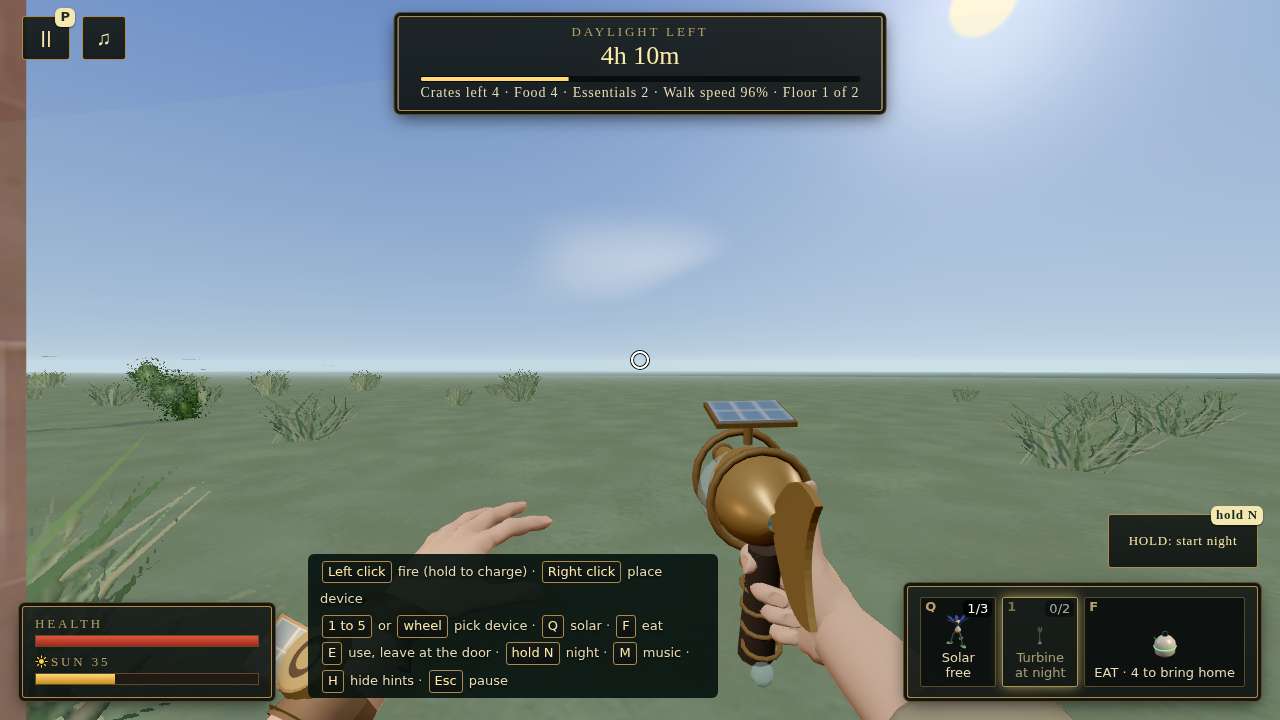 P
DAYLIGHT LEFT
4h 10m
Crates left 4 · Food 4 · Essentials 2 · Walk speed 96% · Floor 1 of 2
hold N
HOLD: start night
Left click fire (hold to charge) · Right click place
device
1 to 5 or wheel pick device · Q solar · F eat
E use, leave at the door · hold N night · M music ·
H hide hints · Esc pause
HEALTH
SUN 35
Q 1/3
Solar
free
1 0/2
Turbine
at night
F
EAT · 4 to bring home